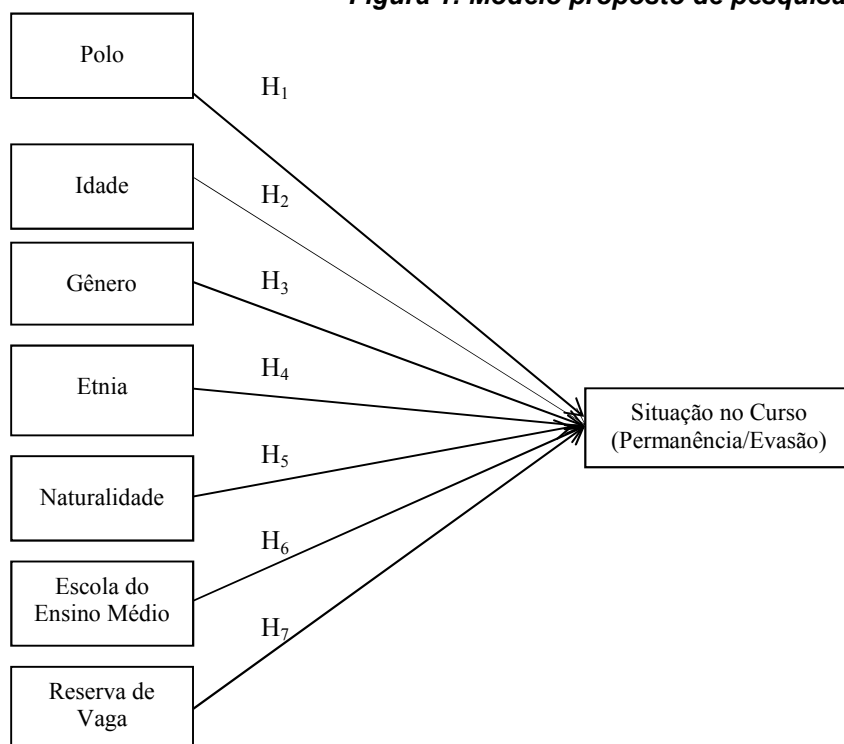 Figura 1: Modelo proposto de pesquisa
Polo
H₁
Idade
H₂
Gênero
H₃
Etnia
H₄
Situação no Curso
(Permanência/Evasão)
Naturalidade
H₅
Escola do
Ensino Médio
H₆
Reserva de
Vaga
H₇